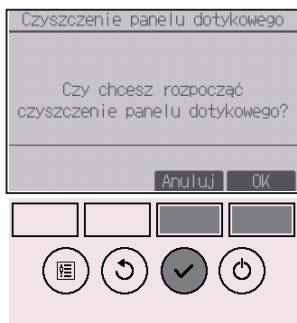 Czyszczenie panelu dotykowego
Czy chcesz rozpocząć
czyszczenie panelu dotykowego?
Anuluj OK